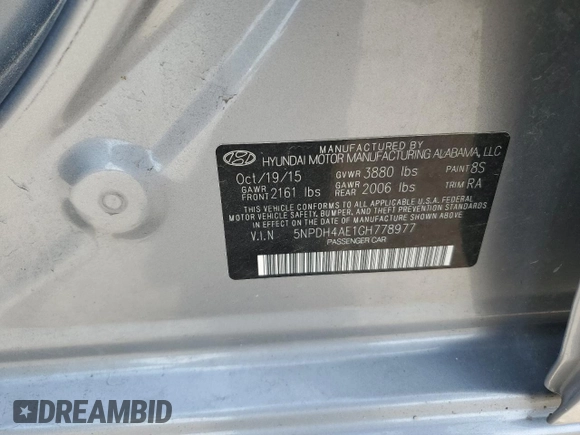 MANUFACTURED BY
HYUNDAI MOTOR MANUFACTURING ALABAMA, LLC
Oct/19/15 GVWR 3880 lbs PAINT 8S
GAWR FRONT 2161 lbs GAWR REAR 2006 lbs TRIM RA
THIS VEHICLE CONFORMS TO ALL APPLICABLE U.S.A. FEDERAL
MOTOR VEHICLE SAFETY, BUMPER, AND THEFT PREVENTION STANDARDS
IN EFFECT ON THE DATE OF MANUFACTURE SHOWN ABOVE.
V.I.N 5NPDH4AE1GH778977
PASSENGER CAR
DREAMBID